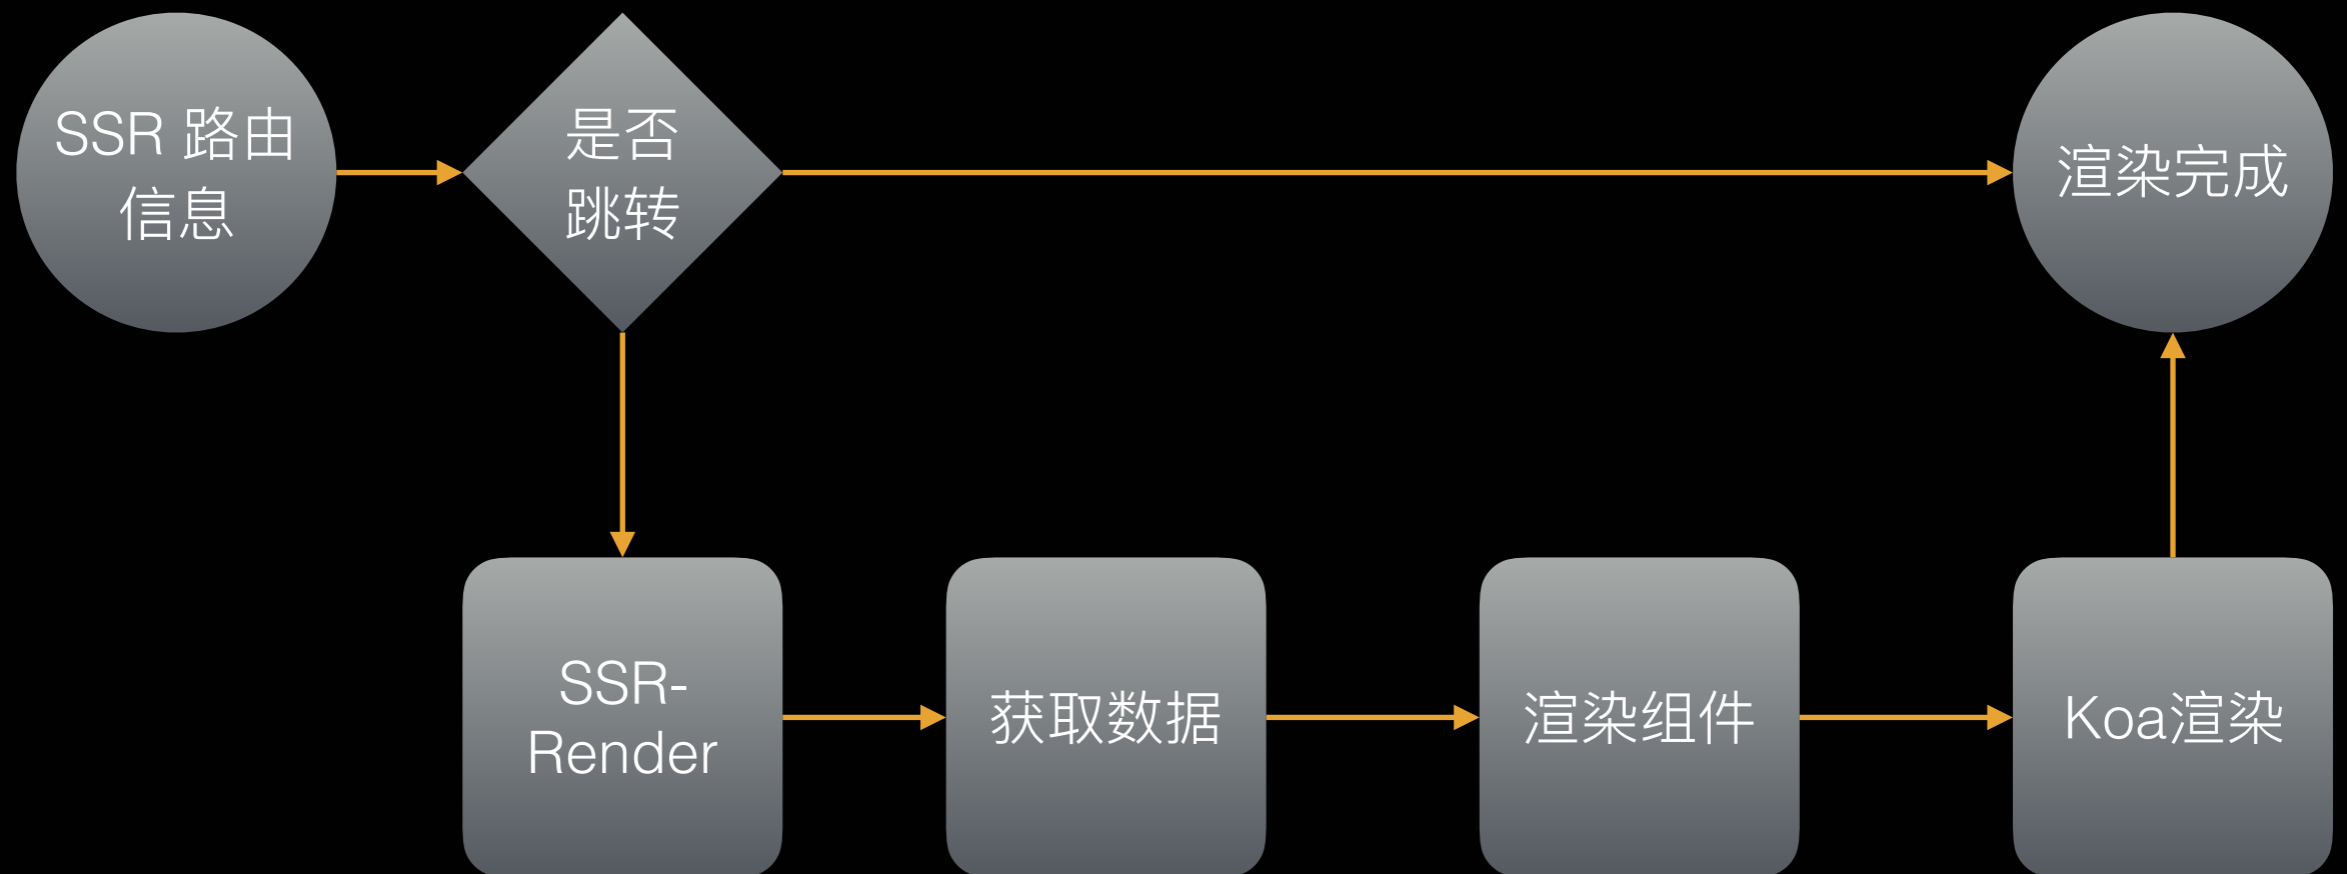 SSR 路由
信息
是否
跳转
渲染完成
SSR-
Render
获取数据
渲染组件
Koa渲染